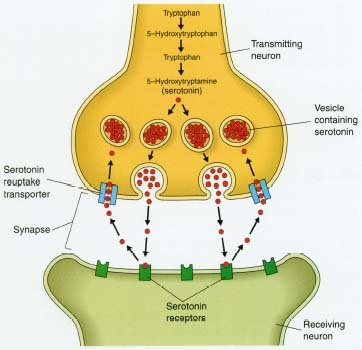 Tryptophan
5–Hydroxytryptophan
Tryptophan
5–Hydroxytryptamine
(serotonin)
Transmitting
neuron
Vesicle
containing
serotonin
Serotonin
reuptake
transporter
Synapse
Serotonin
receptors
Receiving
neuron